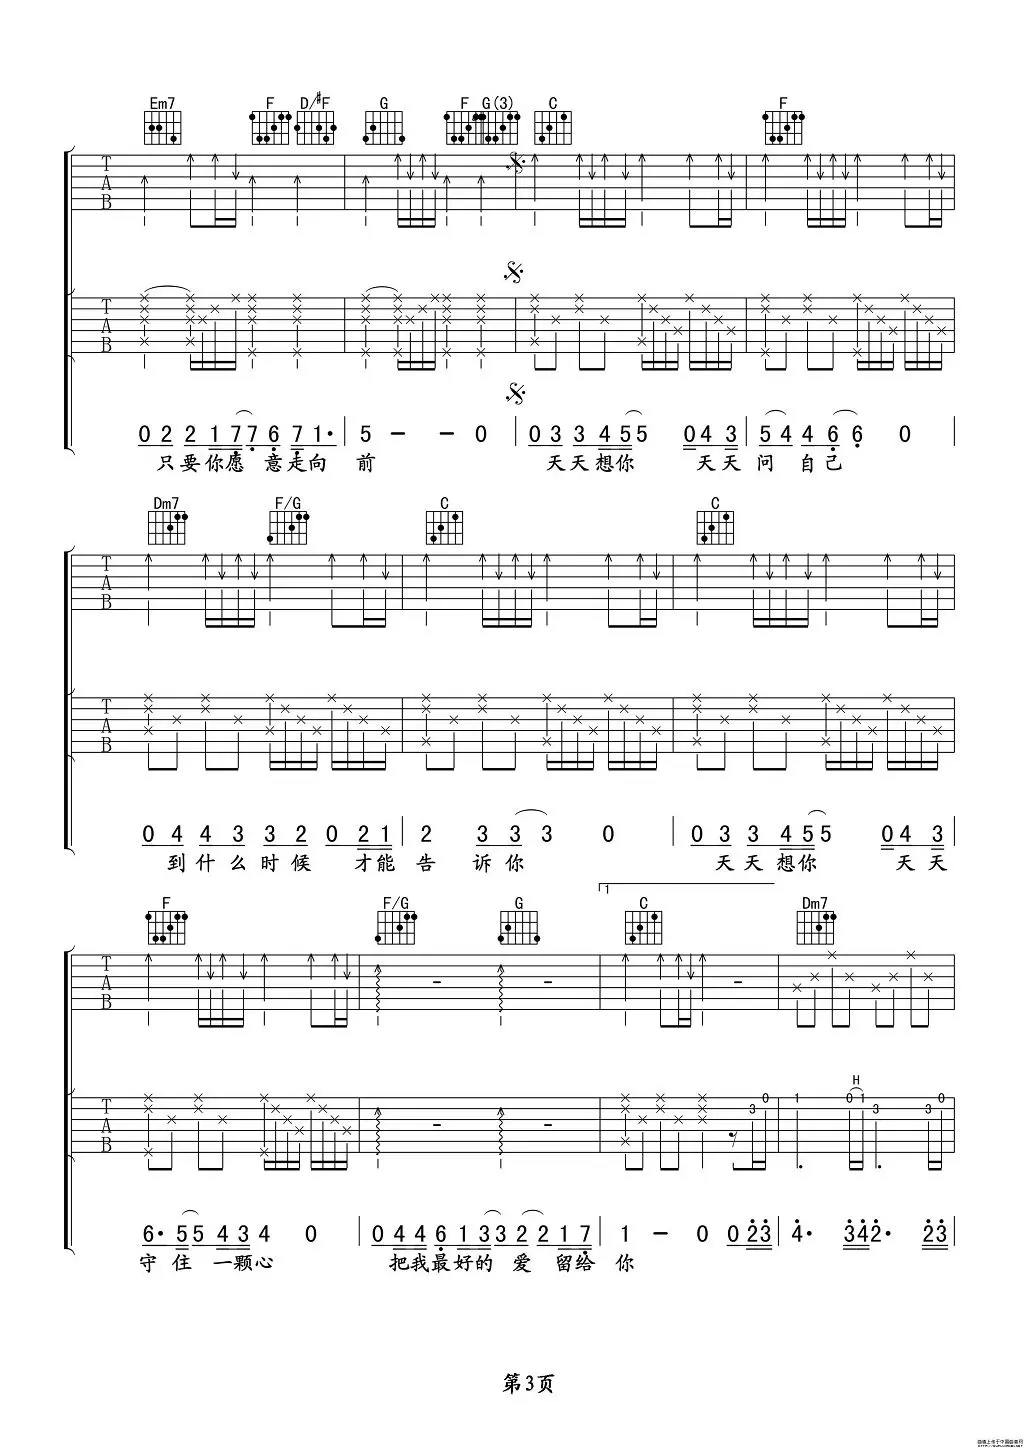 Em7 F D/#F G F G(3) C F
T A B
T A B
0 2 2 1 7 7 6 7 1· | 5 − − 0 | 0 3 3 4 5 5 0 4 3 | 5 4 4 6 6 0
只要你愿 意走向 前 天天想你 天天 问 自己
Dm7 F/G C C
T A B
T A B
0 4 4 3 3 2 0 2 1 | 2 3 3 3 0 | 0 3 3 4 5 5 0 4 3
到什么时候 才能 告 诉你 天天想你 天天
F F/G G 1 C Dm7
T A B
H
3 0 1 0 1 3 3 0
T A B
6· 5 5 4 3 4 0 | 0 4 4 6 1 3 3 2 2 1 7 | 1 − 0 0 2 3 | 4· 3 4 2· 2 3
守住 一颗心 把我最好的 爱 留给 你
第3页